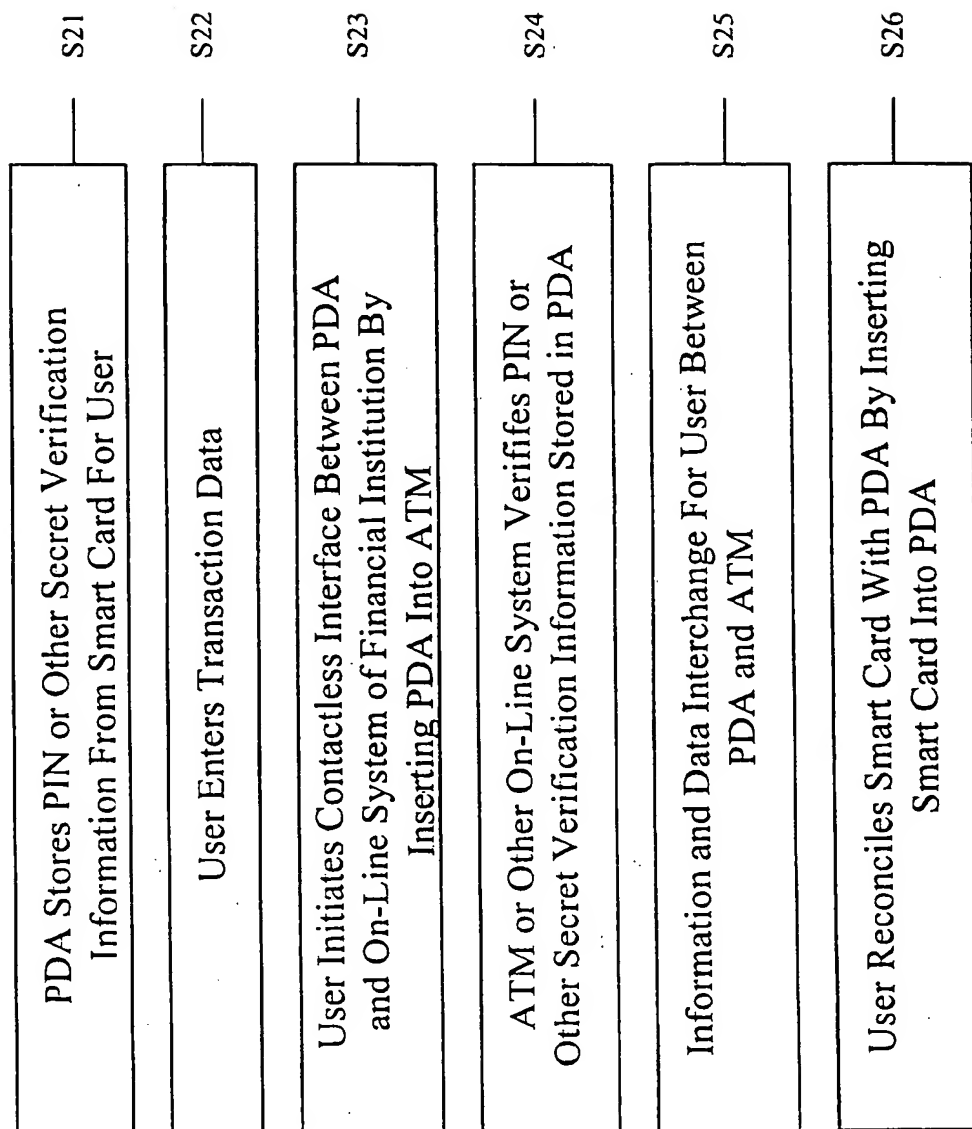 PDA Stores PIN or Other Secret Verification
Information From Smart Card For User
S21
User Enters Transaction Data
S22
User Initiates Contactless Interface Between PDA
and On-Line System of Financial Institution By
Inserting PDA Into ATM
S23
ATM or Other On-Line System Verififes PIN or
Other Secret Verification Information Stored in PDA
S24
Information and Data Interchange For User Between
PDA and ATM
S25
User Reconciles Smart Card With PDA By Inserting
Smart Card Into PDA
S26